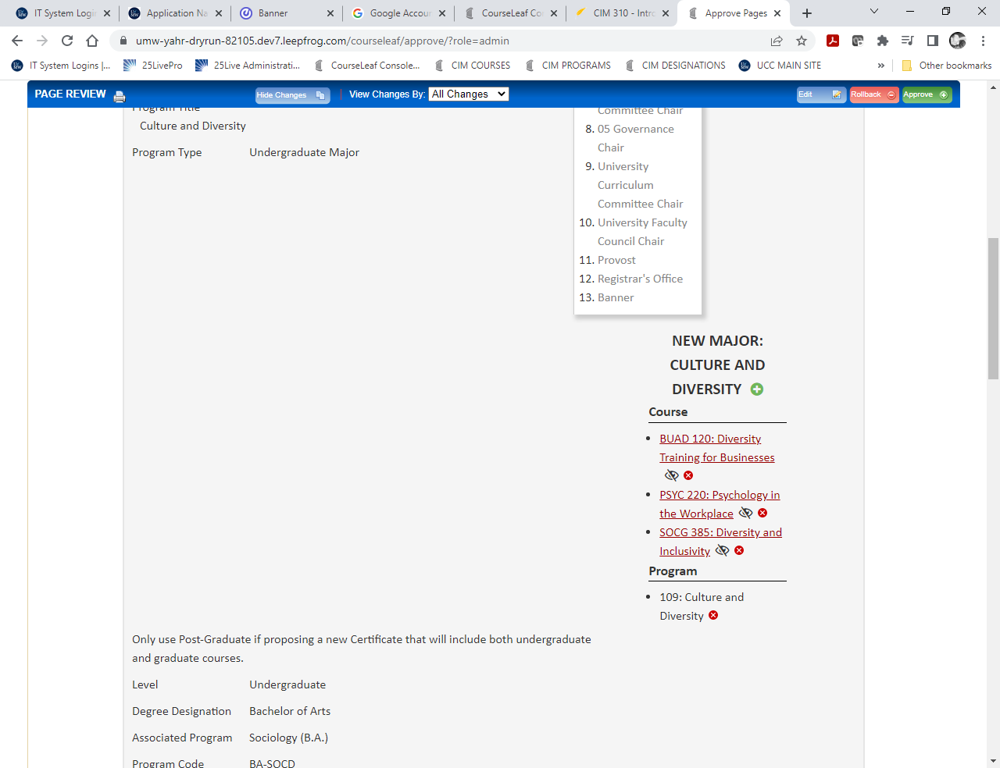 IT System Login
Application Na
Banner
Google Accoun
CourseLeaf Co
CIM 310 - Intro
Approve Pages
umw-yahr-dryrun-82105.dev7.leepfrog.com/courseleaf/approve/?role=admin
IT System Logins |...
25LivePro
25Live Administrati...
CourseLeaf Console...
CIM COURSES
CIM PROGRAMS
CIM DESIGNATIONS
UCC MAIN SITE
»
Other bookmarks
PAGE REVIEW
Hide Changes
View Changes By: All Changes
Edit
Rollback
Approve
Program Title
Culture and Diversity
Program Type Undergraduate Major
Committee Chair
8. 05 Governance
Chair
9. University
Curriculum
Committee Chair
10. University Faculty
Council Chair
11. Provost
12. Registrar's Office
13. Banner
NEW MAJOR:
CULTURE AND
DIVERSITY
Course
BUAD 120: Diversity
Training for Businesses
PSYC 220: Psychology in
the Workplace
SOCG 385: Diversity and
Inclusivity
Program
109: Culture and
Diversity
Only use Post-Graduate if proposing a new Certificate that will include both undergraduate
and graduate courses.
Level Undergraduate
Degree Designation Bachelor of Arts
Associated Program Sociology (B.A.)
Program Code BA-SOCD